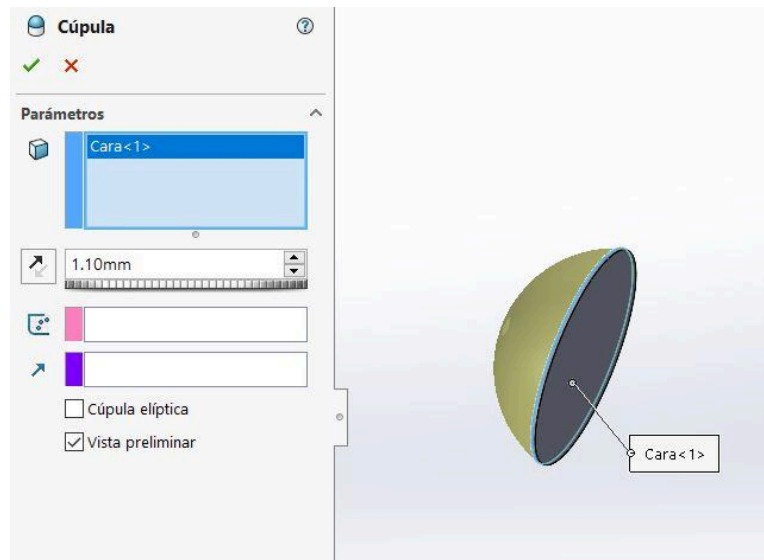 Cúpula
Parámetros
Cara<1>
1.10mm
Cúpula elíptica
Vista preliminar
Cara<1>